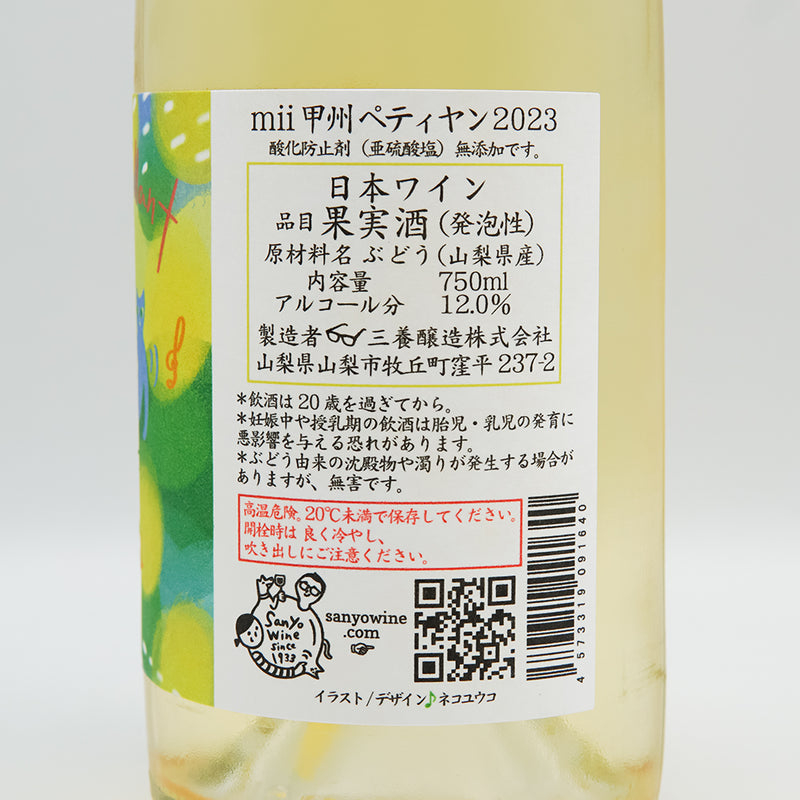 mii 甲州ペティヤン2023
酸化防止剤(亜硫酸塩)無添加です。
日本ワイン
品目 果実酒(発泡性)
原材料名 ぶどう(山梨県産)
内容量 750ml
アルコール分 12.0%
製造者 三養醸造株式会社
山梨県山梨市牧丘町窪平 237-2
*飲酒は 20 歳を過ぎてから。
*妊娠中や授乳期の飲酒は胎児・乳児の発育に
悪影響を与える恐れがあります。
*ぶどう由来の沈殿物や濁りが発生する場合が
ありますが、無害です。
高温危険。20℃未満で保存してください。
開栓時は 良く冷やし、
吹き出しにご注意ください。
Sanyo
Wine
since
1933
sanyowine
.com
4 573319 091640
イラスト/デザイン♪ネコユウコ